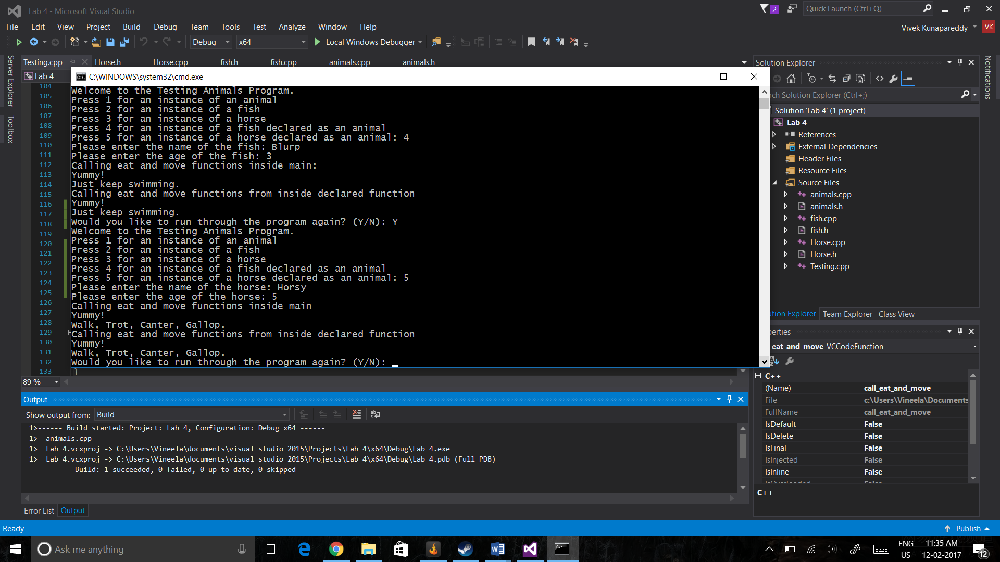 Lab 4 - Microsoft Visual Studio
2
Quick Launch (Ctrl+Q)
File Edit View Project Build Debug Team Tools Test Analyze Window Help
Vivek Kunapareddy VK
Debug x64 Local Windows Debugger
Server Explorer
Toolbox
Testing.cpp Horse.h Horse.cpp fish.h fish.cpp animals.cpp animals.h
Lab 4
104
105
106
107
108
109
110
111
112
113
114
115
116
117
118
119
120
121
122
123
124
125
126
127
128
129
130
131
132
133 }
C:\WINDOWS\system32\cmd.exe
Welcome to the Testing Animals Program.
Press 1 for an instance of an animal
Press 2 for an instance of a fish
Press 3 for an instance of a horse
Press 4 for an instance of a fish declared as an animal
Press 5 for an instance of a horse declared as an animal: 4
Please enter the name of the fish: Blurp
Please enter the age of the fish: 3
Calling eat and move functions inside main:
Yummy!
Just keep swimming.
Calling eat and move functions from inside declared function
Yummy!
Just keep swimming.
Would you like to run through the program again? (Y/N): Y
Welcome to the Testing Animals Program.
Press 1 for an instance of an animal
Press 2 for an instance of a fish
Press 3 for an instance of a horse
Press 4 for an instance of a fish declared as an animal
Press 5 for an instance of a horse declared as an animal: 5
Please enter the name of the horse: Horsy
Please enter the age of the horse: 5
Calling eat and move functions inside main
Yummy!
Walk, Trot, Canter, Gallop.
Calling eat and move functions from inside declared function
Yummy!
Walk, Trot, Canter, Gallop.
Would you like to run through the program again? (Y/N):
89 %
Output
Show output from: Build
1>------ Build started: Project: Lab 4, Configuration: Debug x64 ------
1> animals.cpp
1> Lab 4.vcxproj -> C:\Users\Vineela\documents\visual studio 2015\Projects\Lab 4\x64\Debug\Lab 4.exe
1> Lab 4.vcxproj -> C:\Users\Vineela\documents\visual studio 2015\Projects\Lab 4\x64\Debug\Lab 4.pdb (Full PDB)
========== Build: 1 succeeded, 0 failed, 0 up-to-date, 0 skipped ==========
Error List Output
Solution Explorer
rch Solution Explorer (Ctrl+;)
Solution 'Lab 4' (1 project)
Lab 4
References
External Dependencies
Header Files
Resource Files
Source Files
animals.cpp
animals.h
fish.cpp
fish.h
Horse.cpp
Horse.h
Testing.cpp
ution Explorer Team Explorer Class View
perties
_eat_and_move VCCodeFunction
C++
(Name) call_eat_and_move
File c:\Users\Vineela\Documents
FullName call_eat_and_move
IsDefault False
IsDelete False
IsFinal False
IsInjected False
IsInline False
IsOverloaded False
C++
Notifications
Ready
Publish
Ask me anything
ENG
US
11:35 AM
12-02-2017
12